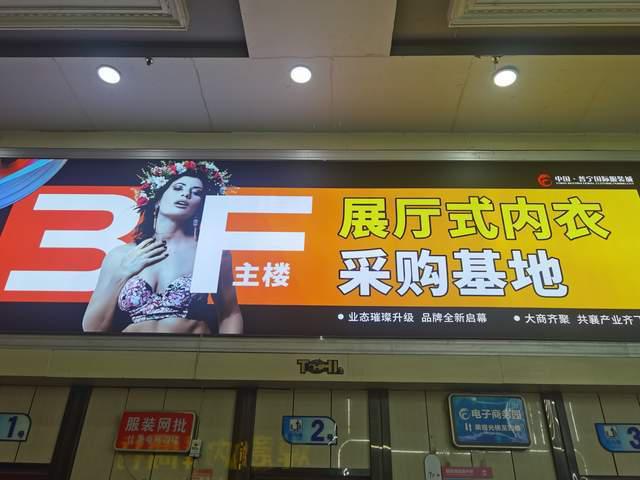 中国·普宁国际服装城
3F
主楼
展厅式内衣
采购基地
● 业态璀璨升级 品牌全新启幕
● 大商齐聚 共襄产业齐飞
1
服装网批
2
电子商务园
3